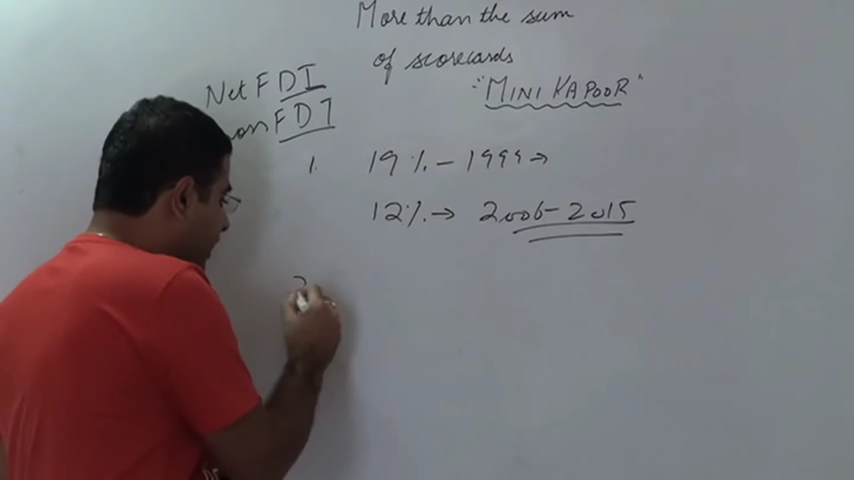 More than the sum
of scorecards
"MINI KAPOOR"
Net FDI
FDI
1. 19% - 1999 →
12% → 2006-2015